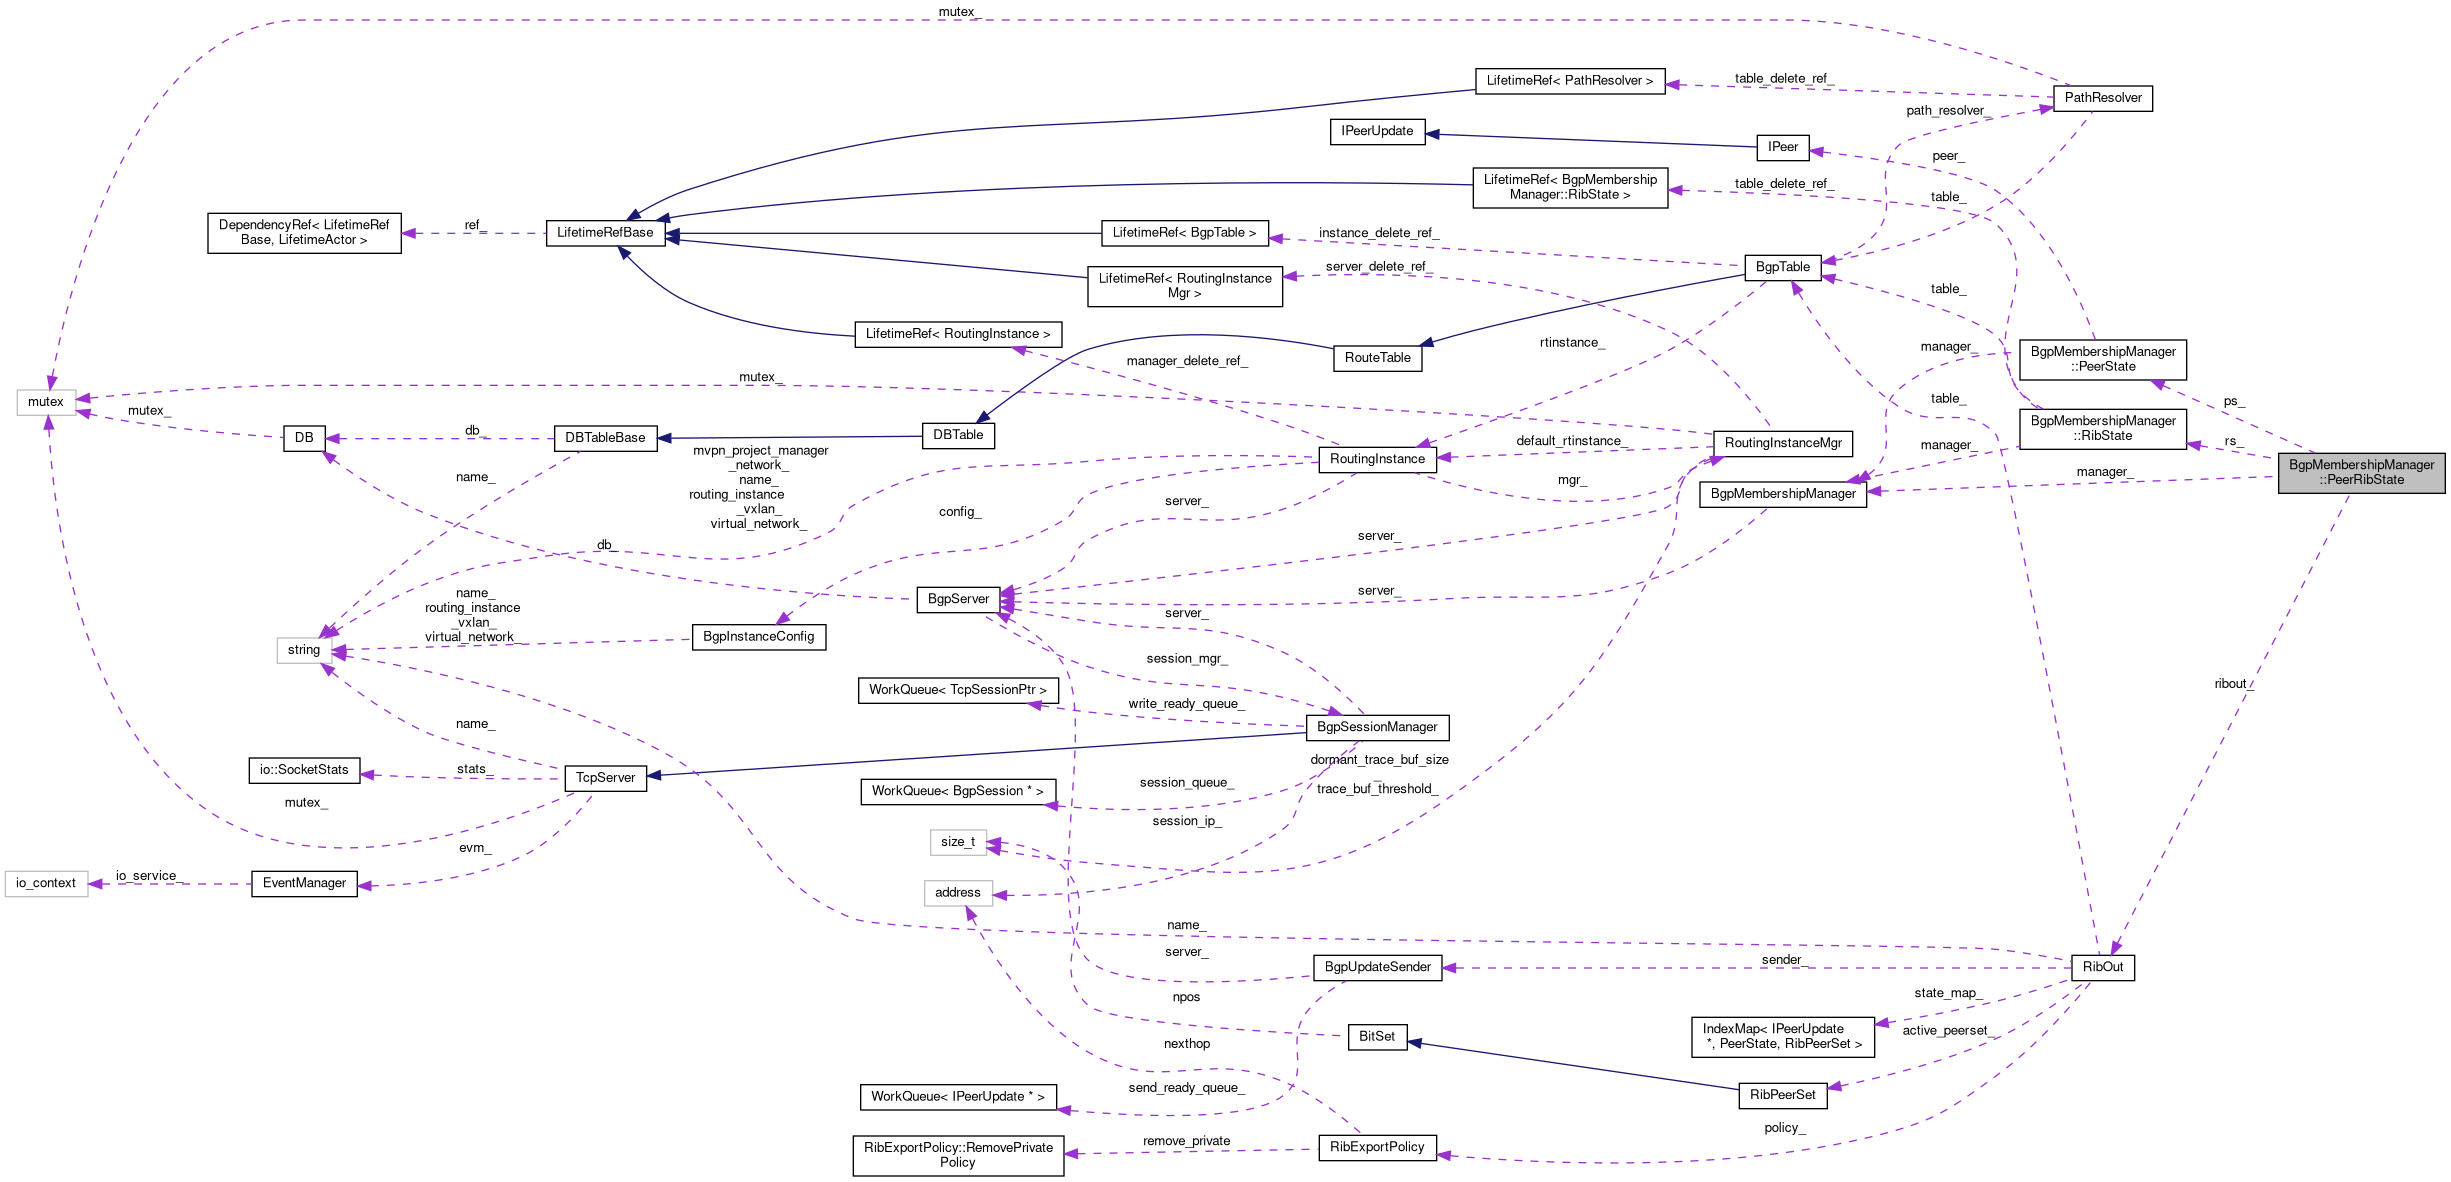 mutex_
LifetimeRef< PathResolver >
table_delete_ref_
PathResolver
path_resolver_
IPeerUpdate
IPeer
peer_
LifetimeRef< BgpMembership
Manager::RibState >
table_delete_ref_
table_
DependencyRef< LifetimeRef
Base, LifetimeActor >
ref_
LifetimeRefBase
LifetimeRef< BgpTable >
instance_delete_ref_
LifetimeRef< RoutingInstance
Mgr >
server_delete_ref_
BgpTable
table_
LifetimeRef< RoutingInstance >
manager_delete_ref_
RouteTable
rtinstance_
manager_
BgpMembershipManager
::PeerState
mutex_
mutex
mutex_
table_
ps_
DB
db_
DBTableBase
DBTable
default_rtinstance_
RoutingInstanceMgr
BgpMembershipManager
::RibState
rs_
mvpn_project_manager
_network_
name_
routing_instance
_vxlan_
virtual_network_
name_
RoutingInstance
mgr_
manager_
BgpMembershipManager
manager_
BgpMembershipManager
::PeerRibState
config_
server_
server_
db_
name_
routing_instance
_vxlan_
virtual_network_
BgpServer
server_
server_
string
BgpInstanceConfig
session_mgr_
WorkQueue< TcpSessionPtr >
write_ready_queue_
ribout_
name_
BgpSessionManager
io::SocketStats
stats_
TcpServer
dormant_trace_buf_size
_
trace_buf_threshold_
WorkQueue< BgpSession * >
session_queue_
mutex_
session_ip_
size_t
evm_
io_context
io_service_
EventManager
address
name_
server_
BgpUpdateSender
sender_
RibOut
npos
state_map_
IndexMap< IPeerUpdate
*, PeerState, RibPeerSet >
active_peerset_
nexthop
BitSet
WorkQueue< IPeerUpdate * >
send_ready_queue_
RibPeerSet
RibExportPolicy::RemovePrivate
Policy
remove_private
RibExportPolicy
policy_